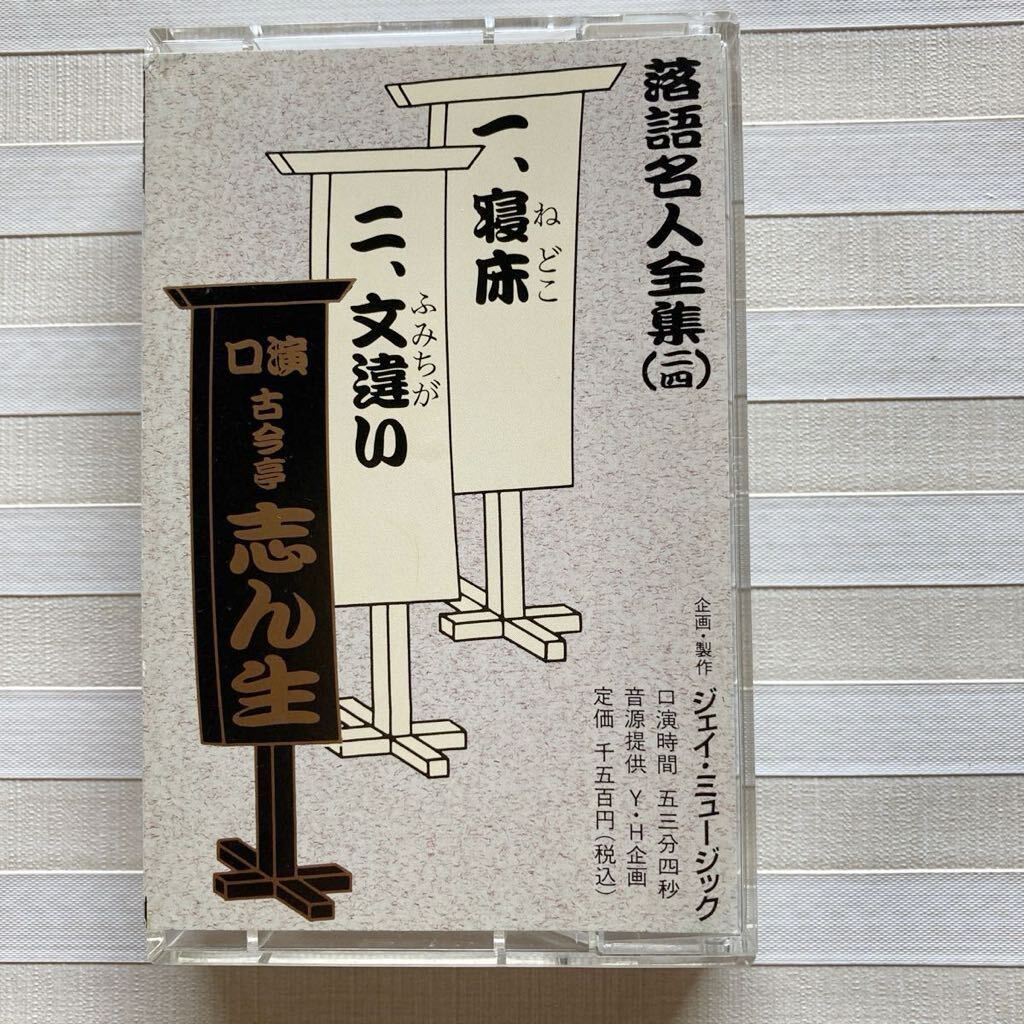 落語名人全集(二四)
一、寝床
ねどこ
二、文違い
ふみちが
口演
古今亭
志ん生
企画・製作 ジェイ・ミュージック
口演時間 五三分四秒
音源提供 Y・H企画
定価 千五百円(税込)